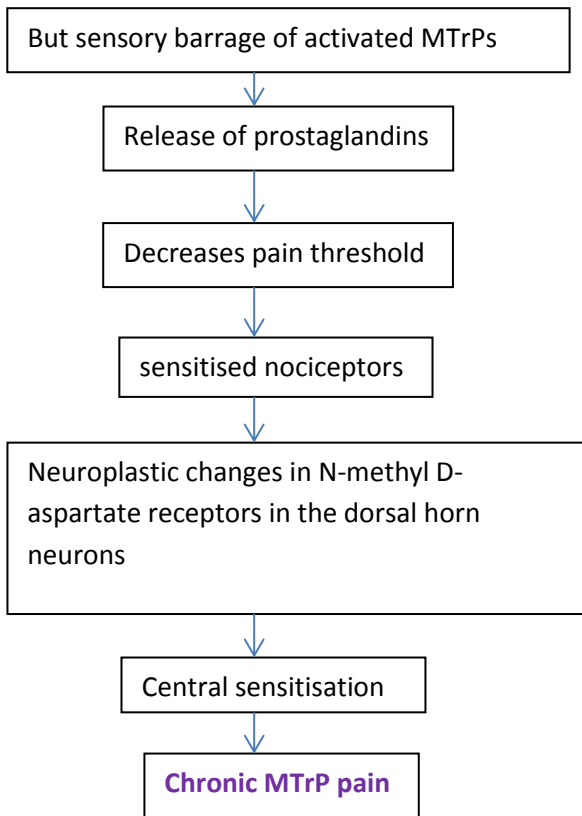 But sensory barrage of activated MTrPs
Release of prostaglandins
Decreases pain threshold
sensitised nociceptors
Neuroplastic changes in N-methyl D-
aspartate receptors in the dorsal horn
neurons
Central sensitisation
Chronic MTrP pain